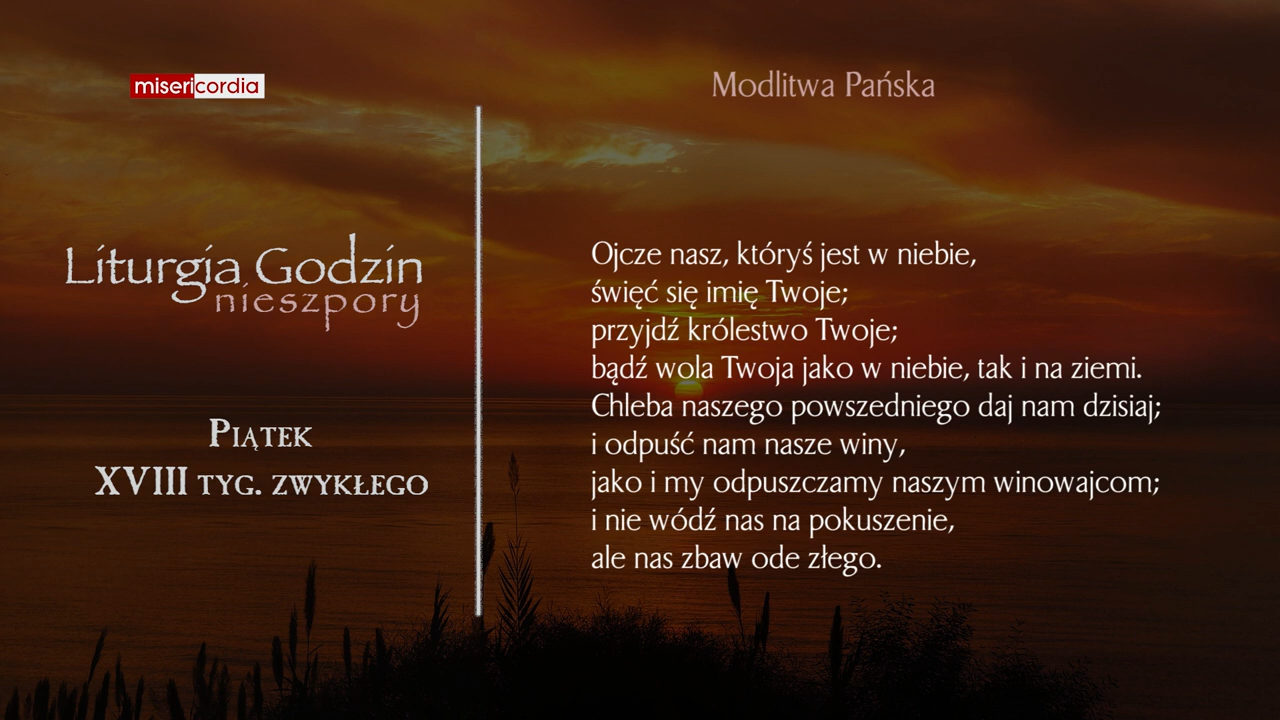 misericordia
Liturgia Godzin
nieszpory
Piątek
XVIII tyg. zwykłego
Modlitwa Pańska
Ojcze nasz, któryś jest w niebie,
święć się imię Twoje;
przyjdź królestwo Twoje;
bądź wola Twoja jako w niebie, tak i na ziemi.
Chleba naszego powszedniego daj nam dzisiaj;
i odpuść nam nasze winy,
jako i my odpuszczamy naszym winowajcom;
i nie wódź nas na pokuszenie,
ale nas zbaw ode złego.